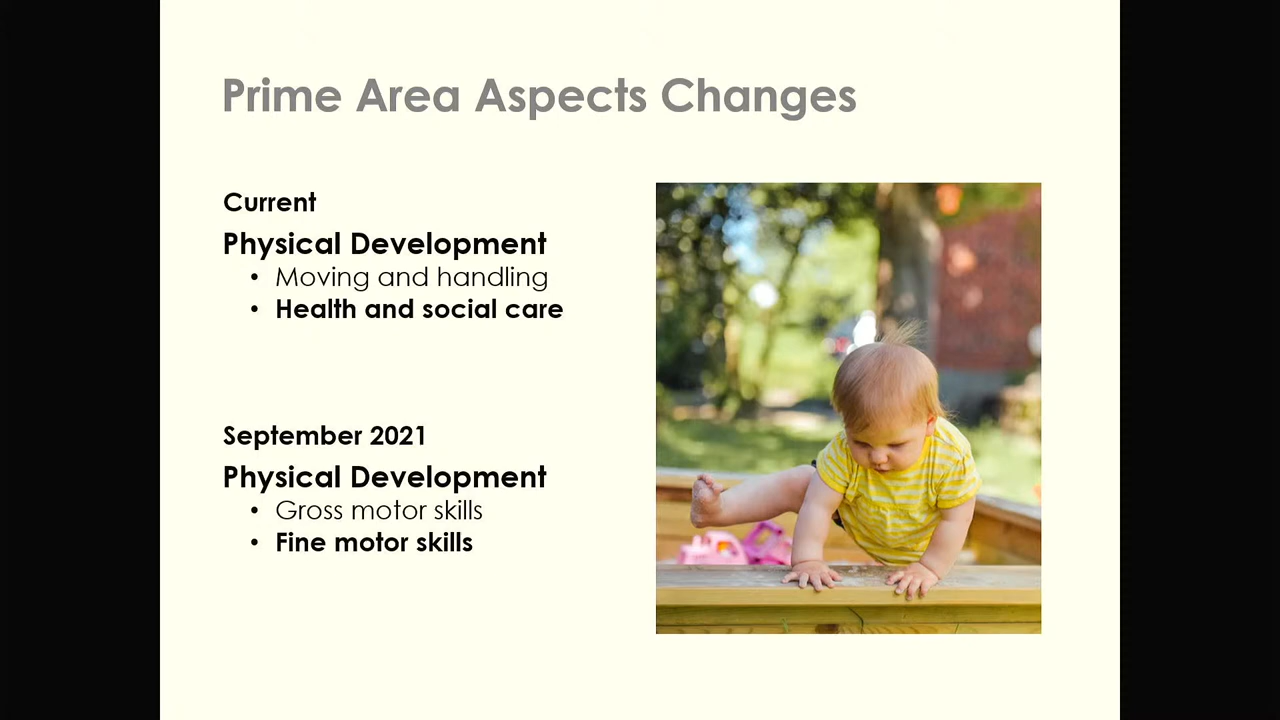 Prime Area Aspects Changes
Current
Physical Development
• Moving and handling
• Health and social care
September 2021
Physical Development
• Gross motor skills
• Fine motor skills